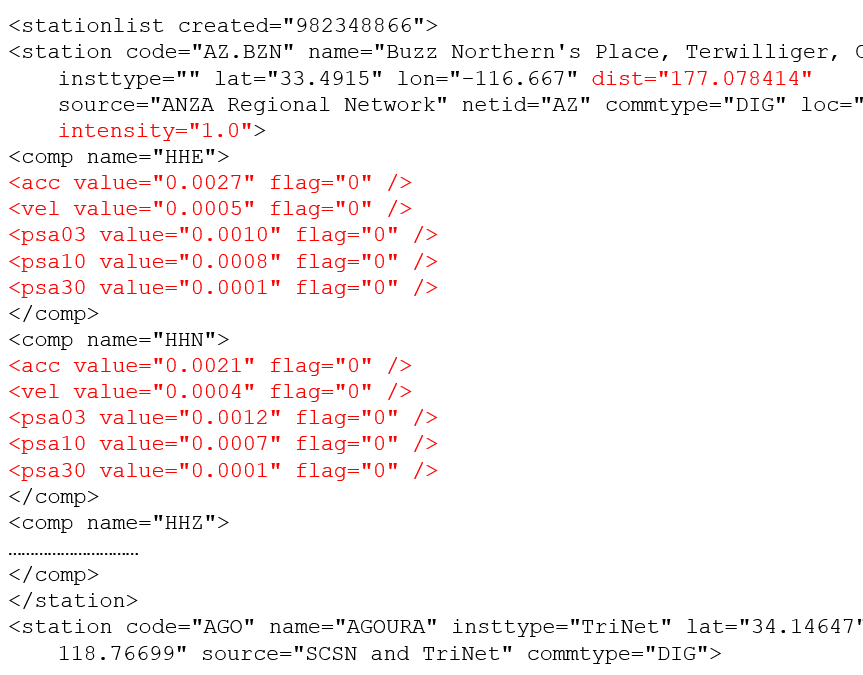 <stationlist created="982348866">
<station code="AZ.BZN" name="Buzz Northern's Place, Terwilliger,
insttype="" lat="33.4915" lon="-116.667" dist="177.078414"
source="ANZA Regional Network" netid="AZ" commtype="DIG" loc="
intensity="1.0">
<comp name="HHE">
<acc value="0.0027" flag="0" />
<vel value="0.0005" flag="0" />
<psa03 value="0.0010" flag="0" />
<psa10 value="0.0008" flag="0" />
<psa30 value="0.0001" flag="0" />
</comp>
<comp name="HHN">
<acc value="0.0021" flag="0" />
<vel value="0.0004" flag="0" />
<psa03 value="0.0012" flag="0" />
<psa10 value="0.0007" flag="0" />
<psa30 value="0.0001" flag="0" />
</comp>
<comp name="HHZ">
…………………………
</comp>
</station>
<station code="AGO" name="AGOURA" insttype="TriNet" lat="34.14647"
118.76699" source="SCSN and TriNet" commtype="DIG">